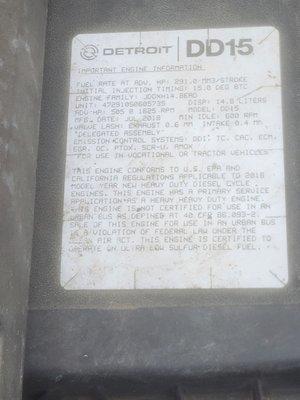 DETROIT DD15
IMPORTANT ENGINE INFORMATION
FUEL RATE AT ADV. HP: 291.0 MM3/STROKE
INITIAL INJECTION TIMING: 15.0 DEG BTC
ENGINE FAMILY: JDDXH14.8EAD
UNIT: 472910S0605735 DISP: 14.8 LITERS
ADV HP: 505 @ 1625 RPM MODEL: DD15
MFG. DATE: JUL 2018 MIN IDLE: 600 RPM
VALVE LASH: EXHAUST 0.6 MM INTAKE 0.4 MM
"DELEGATED ASSEMBLY"
EMISSION CONTROL SYSTEMS: DDI, TC, CAC, ECM,
EGR, OC, PTOX, SCR-U, AMOX
FOR USE IN VOCATIONAL OR TRACTOR VEHICLES
THIS ENGINE CONFORMS TO U.S. EPA AND
CALIFORNIA REGULATIONS APPLICABLE TO 2018
MODEL YEAR NEW HEAVY DUTY DIESEL CYCLE
ENGINES. THIS ENGINE HAS A PRIMARY SERVICE
APPLICATION AS A HEAVY HEAVY DUTY ENGINE.
THIS ENGINE IS NOT CERTIFIED FOR USE IN AN
URBAN BUS AS DEFINED AT 40 CFR 86.093-2.
SALE OF THIS ENGINE FOR USE IN AN URBAN BUS
IS A VIOLATION OF FEDERAL LAW UNDER THE
CLEAN AIR ACT. THIS ENGINE IS CERTIFIED TO
OPERATE ON ULTRA LOW SULFUR DIESEL FUEL.